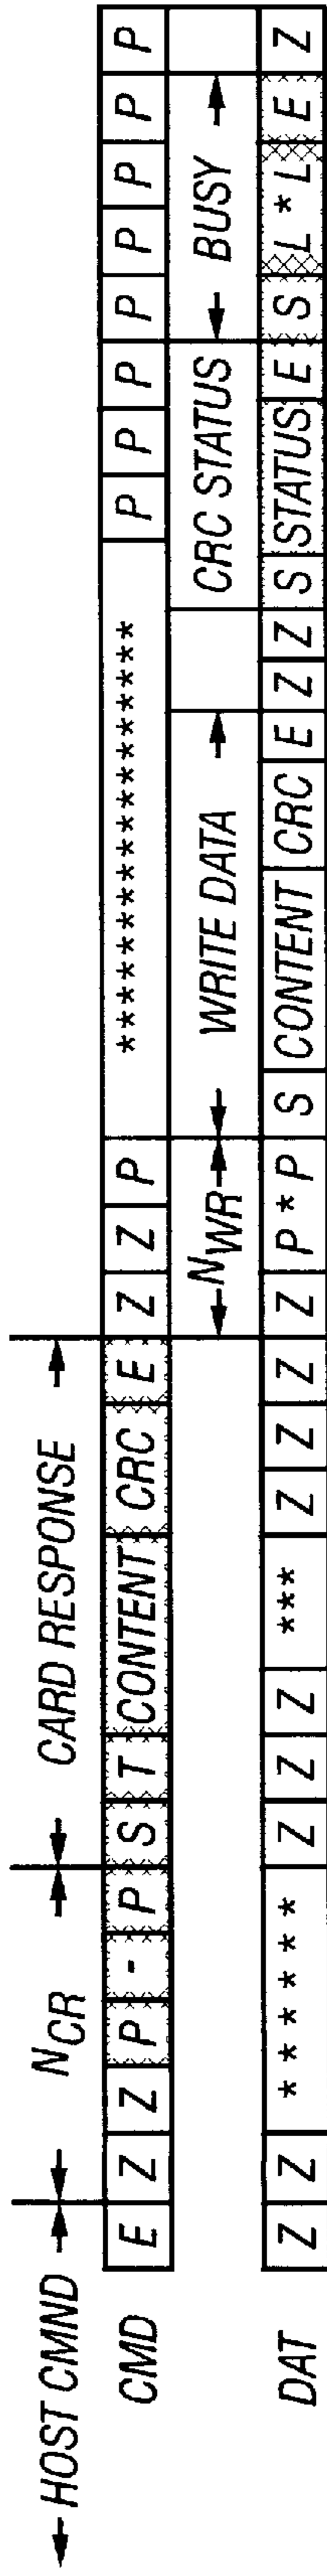 HOST CMND N_CR CARD RESPONSE
CMD E Z Z P - P S T CONTENT CRC E Z Z P ******************* P P P P P P P P
N_WR WRITE DATA CRC STATUS BUSY
DAT Z Z ****** Z Z Z *** Z Z Z Z P * P S CONTENT CRC E Z Z S STATUS E S L * L E Z